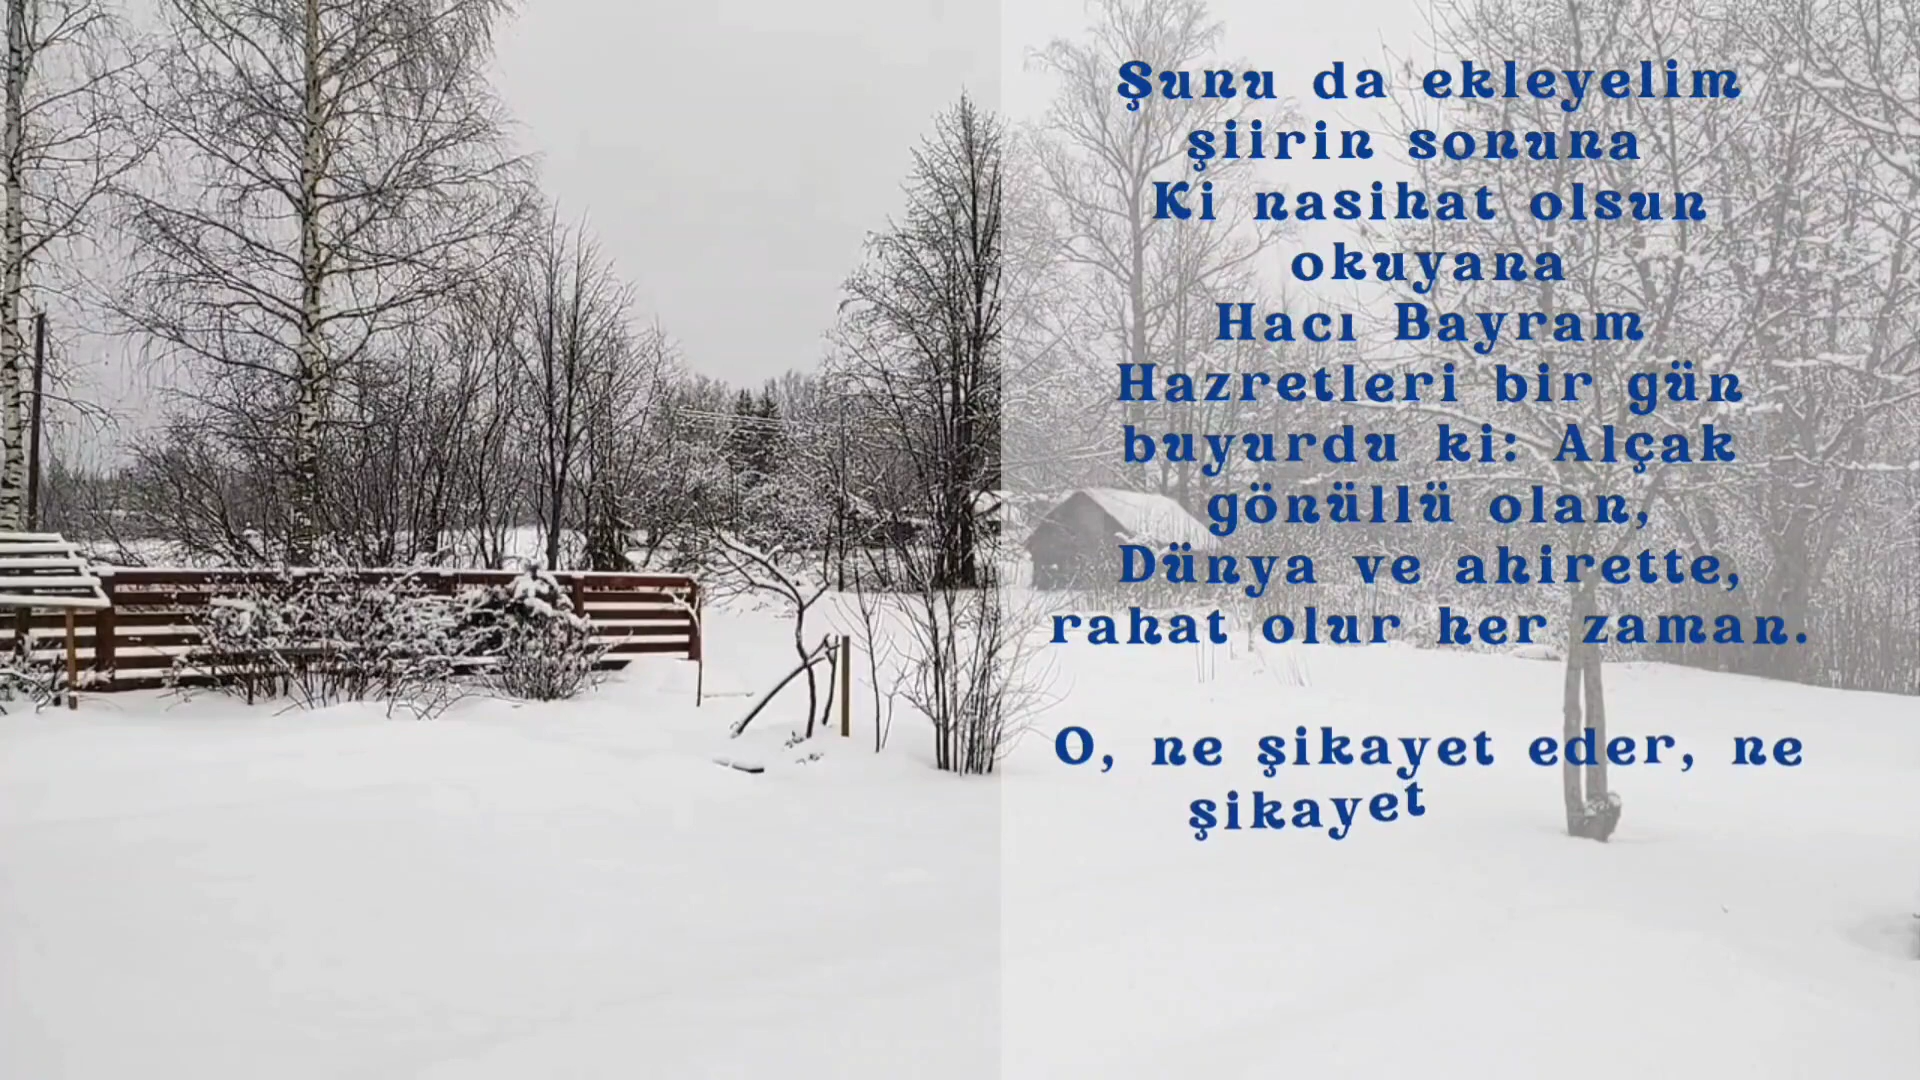 Şunu da ekleyelim
şiirin sonuna
Ki nasihat olsun
okuyana
Hacı Bayram
Hazretleri bir gün
buyurdu ki: Alçak
gönüllü olan,
Dünya ve ahirette,
rahat olur her zaman.
O, ne şikayet eder, ne
şikayet